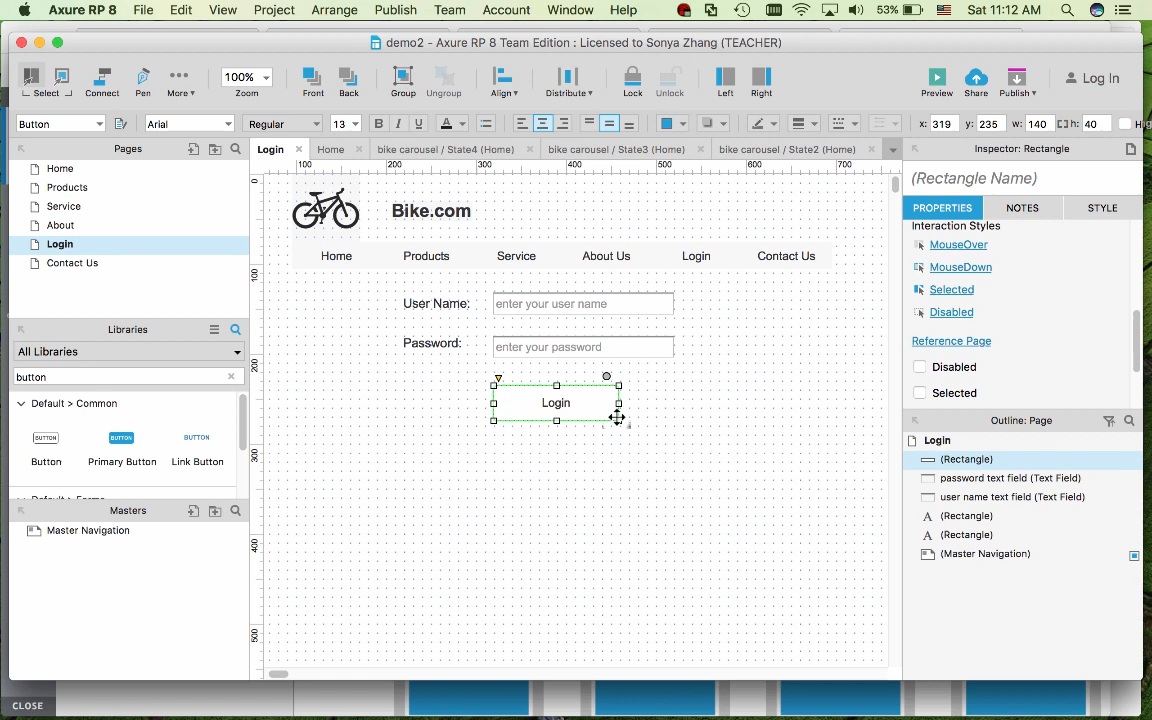 Axure RP 8 File Edit View Project Arrange Publish Team Account Window Help 53% Sat 11:12 AM
demo2 - Axure RP 8 Team Edition : Licensed to Sonya Zhang (TEACHER)
Select Connect Pen More 100% Zoom Front Back Group Ungroup Align Distribute Lock Unlock Left Right Preview Share Publish Log In
Button Arial Regular 13 B I U A x: 319 y: 235 w: 140 h: 40
Pages
Home
Products
Service
About
Login
Contact Us
Libraries
All Libraries
button
Default > Common
BUTTON BUTTON BUTTON
Button Primary Button Link Button
Masters
Master Navigation
Login Home bike carousel / State4 (Home) bike carousel / State3 (Home) bike carousel / State2 (Home)
100 200 300 400 500 600 700
0
100
200
300
400
500
Bike.com
Home Products Service About Us Login Contact Us
User Name: enter your user name
Password: enter your password
Login
Inspector: Rectangle
(Rectangle Name)
PROPERTIES NOTES STYLE
Interaction Styles
MouseOver
MouseDown
Selected
Disabled
Reference Page
Disabled
Selected
Outline: Page
Login
(Rectangle)
password text field (Text Field)
user name text field (Text Field)
A (Rectangle)
A (Rectangle)
(Master Navigation)
CLOSE